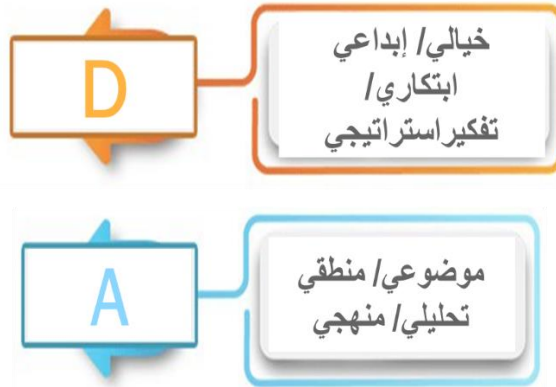 D
خيالي/ إبداعي
ابتكاري/
تفكيراستراتيجي
A
موضوعي/ منطقي
تحليلي/ منهجي